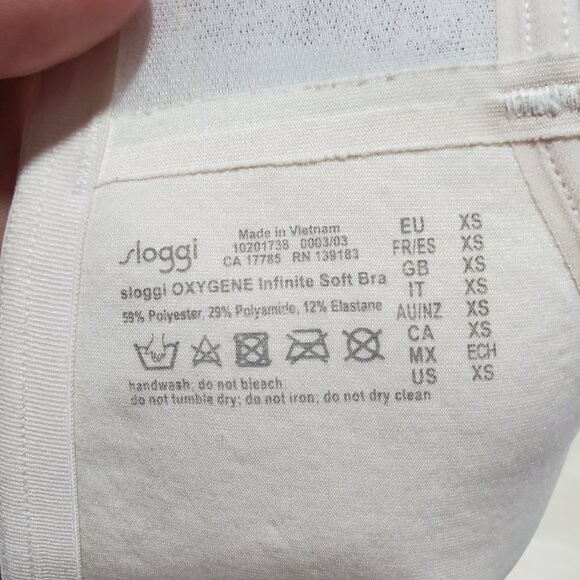 sloggi
Made in Vietnam
10201738 0003/03
CA 17785 RN 139183
sloggi OXYGENE Infinite Soft Bra
59% Polyester, 29% Polyamide, 12% Elastane
handwash; do not bleach
do not tumble dry; do not iron; do not dry clean
EU XS
FR/ES XS
GB XS
IT XS
AU/NZ XS
CA XS
MX ECH
US XS